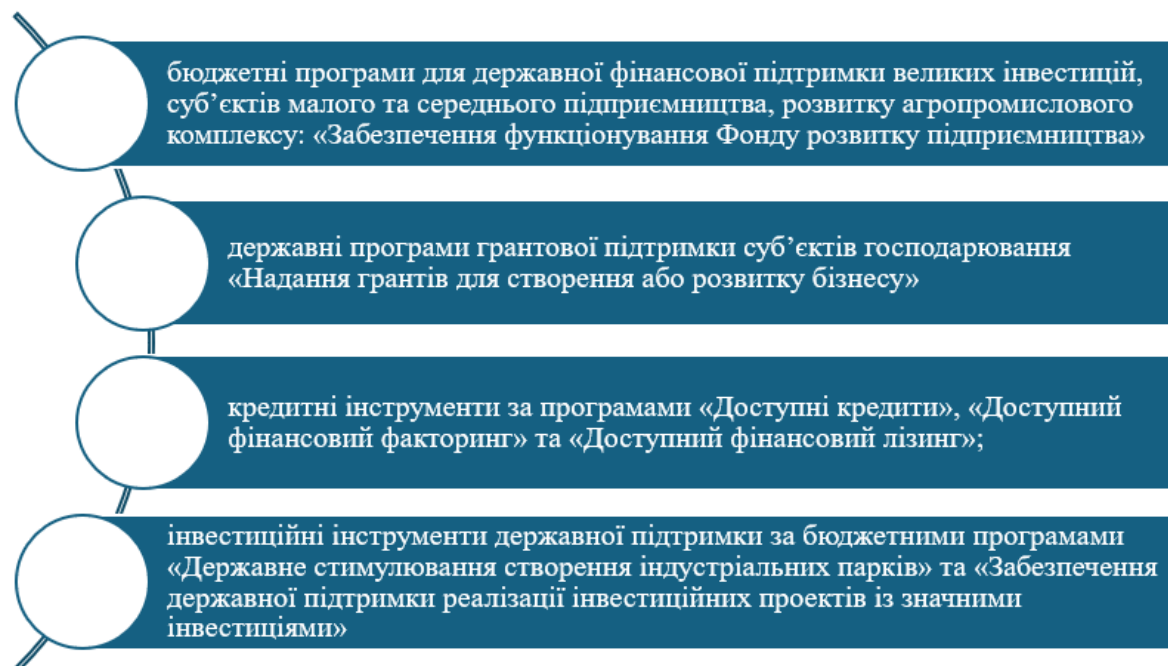 бюджетні програми для державної фінансової підтримки великих інвестицій,
суб’єктів малого та середнього підприємництва, розвитку агропромислового
комплексу: «Забезпечення функціонування Фонду розвитку підприємництва»
державні програми грантової підтримки суб’єктів господарювання
«Надання грантів для створення або розвитку бізнесу»
кредитні інструменти за програмами «Доступні кредити», «Доступний
фінансовий факторинг» та «Доступний фінансовий лізинг»;
інвестиційні інструменти державної підтримки за бюджетними програмами
«Державне стимулювання створення індустріальних парків» та «Забезпечення
державної підтримки реалізації інвестиційних проектів із значними
інвестиціями»